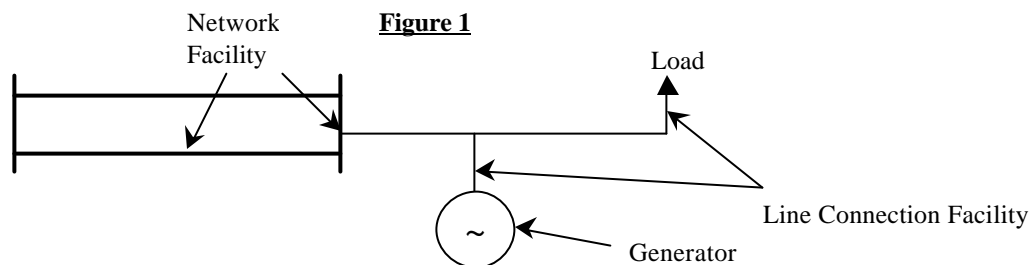 Network
Facility
Figure 1
Load
Line Connection Facility
~
Generator